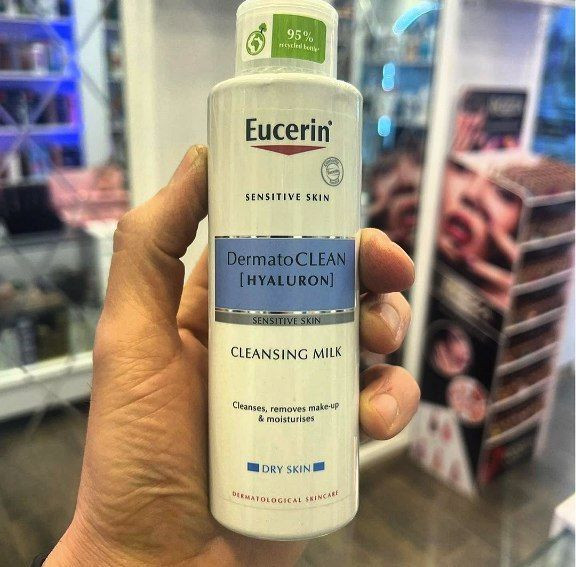 95%
recycled bottle*
Eucerin®
SENSITIVE SKIN
DermatoCLEAN
[HYALURON]
SENSITIVE SKIN
CLEANSING MILK
Cleanses, removes make-up
& moisturises
DRY SKIN
DERMATOLOGICAL SKINCARE